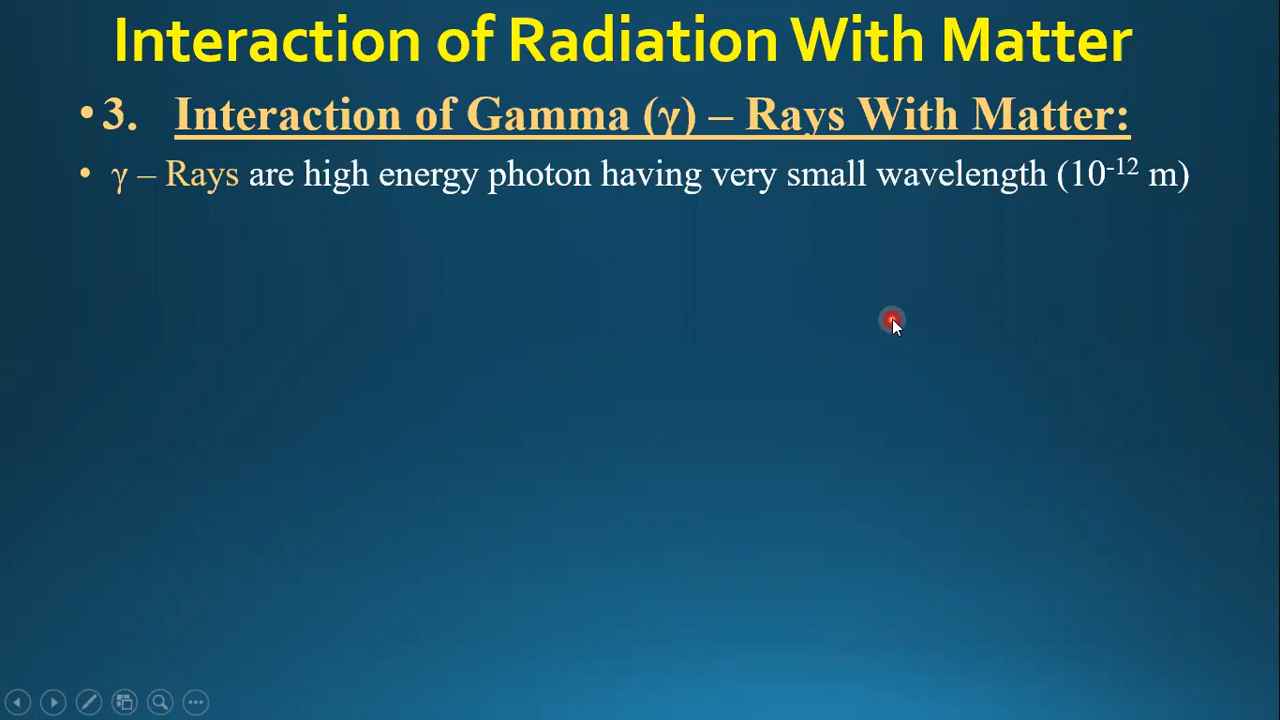 Interaction of Radiation With Matter
• 3. Interaction of Gamma (γ) – Rays With Matter:
• γ – Rays are high energy photon having very small wavelength (10⁻¹² m)